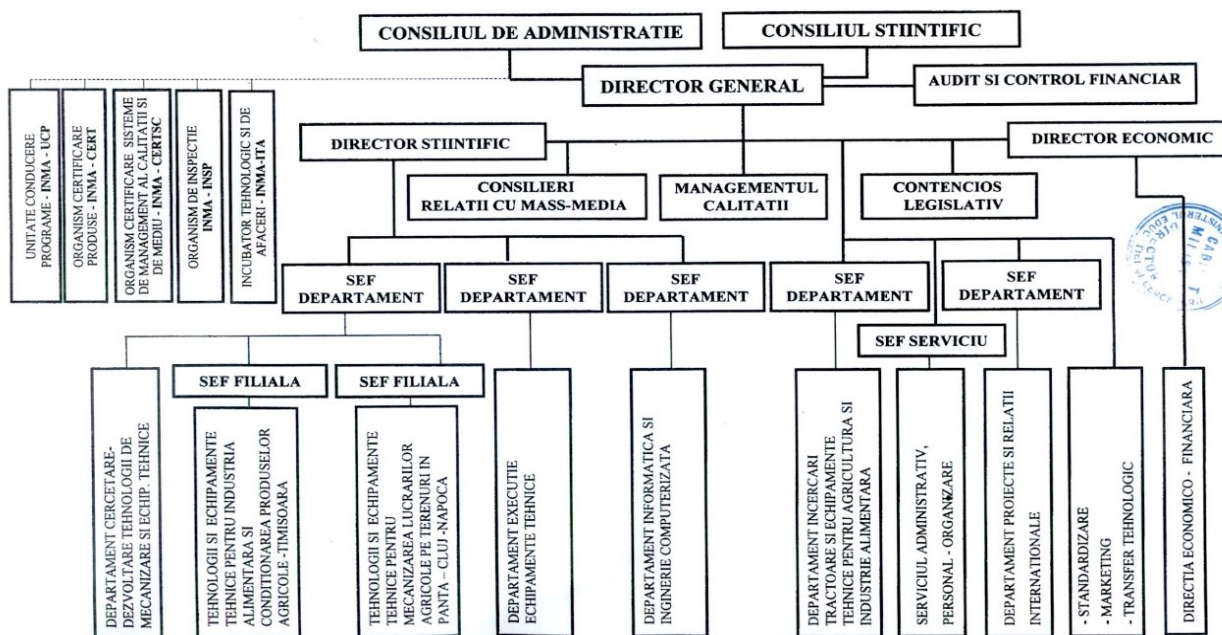 CONSILIUL DE ADMINISTRATIE
CONSILIUL STIINTIFIC
DIRECTOR GENERAL
AUDIT SI CONTROL FINANCIAR
DIRECTOR STIINTIFIC
DIRECTOR ECONOMIC
CONSILIERI
RELATII CU MASS-MEDIA
MANAGEMENTUL
CALITATII
CONTENCIOS
LEGISLATIV
UNITATE CONDUCERE
PROGRAME - INMA - UCP
ORGANISM CERTIFICARE
PRODUSE - INMA - CERT
ORGANISM CERTIFICARE SISTEME
DE MANAGEMENT AL CALITATII SI
DE MEDIU - INMA - CERTSC
ORGANISM DE INSPECTIE
INMA - INSP
INCUBATOR TEHNOLOGIC SI DE
AFACERI - INMA-ITA
SEF
DEPARTAMENT
SEF
DEPARTAMENT
SEF
DEPARTAMENT
SEF
DEPARTAMENT
SEF
DEPARTAMENT
SEF SERVICIU
SEF FILIALA
SEF FILIALA
DEPARTAMENT CERCETARE-
DEZVOLTARE TEHNOLOGII DE
MECANIZARE SI ECHIP. TEHNICE
TEHNOLOGII SI ECHIPAMENTE
TEHNICE PENTRU INDUSTRIA
ALIMENTARA SI
CONDITIONAREA PRODUSELOR
AGRICOLE -TIMISOARA
TEHNOLOGII SI ECHIPAMENTE
TEHNICE PENTRU
MECANIZAREA LUCRARILOR
AGRICOLE PE TERENURI IN
PANTA – CLUJ -NAPOCA
DEPARTAMENT EXECUTIE
ECHIPAMENTE TEHNICE
DEPARTAMENT INFORMATICA SI
INGINERIE COMPUTERIZATA
DEPARTAMENT INCERCARI
TRACTOARE SI ECHIPAMENTE
TEHNICE PENTRU AGRICULTURA SI
INDUSTRIE ALIMENTARA
SERVICIUL ADMINISTRATIV,
PERSONAL - ORGANIZARE
DEPARTAMENT PROIECTE SI RELATII
INTERNATIONALE
- STANDARDIZARE
- MARKETING
- TRANSFER TEHNOLOGIC
DIRECTIA ECONOMICO - FINANCIARA
DIRECTOR